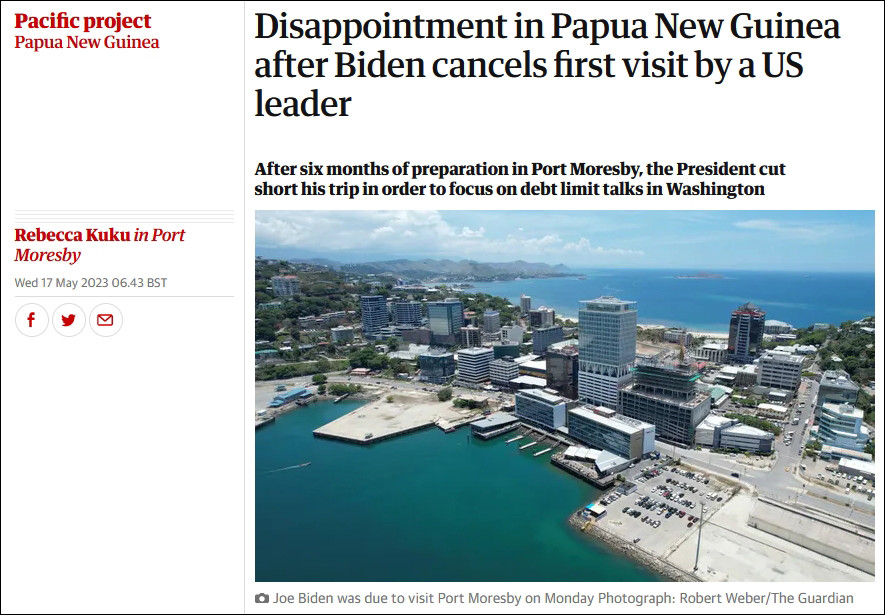 Pacific project
Papua New Guinea
Disappointment in Papua New Guinea
after Biden cancels first visit by a US
leader
After six months of preparation in Port Moresby, the President cut
short his trip in order to focus on debt limit talks in Washington
Rebecca Kuku in Port
Moresby
Wed 17 May 2023 06.43 BST
Joe Biden was due to visit Port Moresby on Monday Photograph: Robert Weber/The Guardian